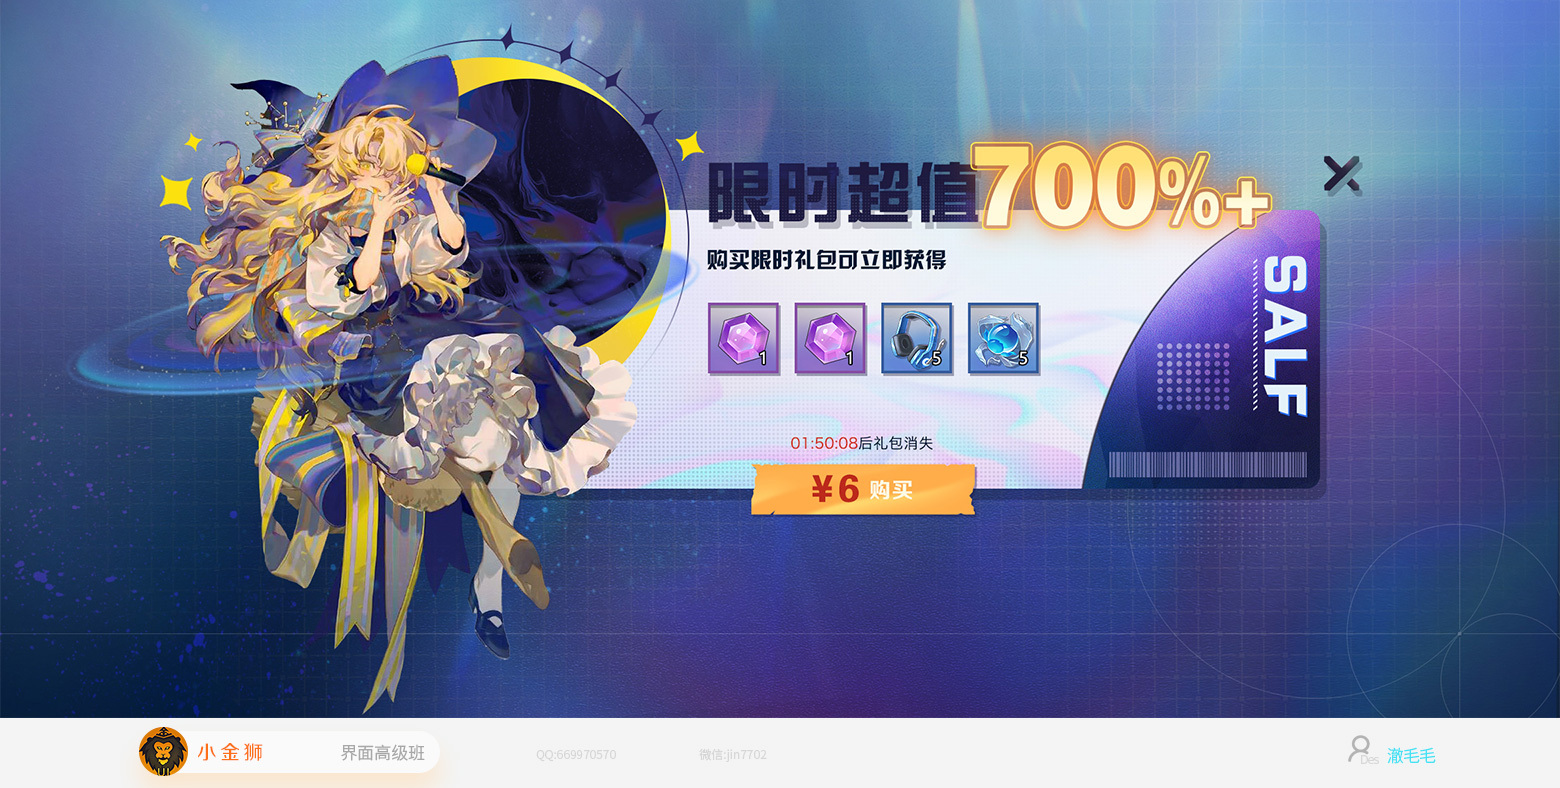 限时超值700%+
购买限时礼包可立即获得
1
1
5
5
SALF
01:50:08后礼包消失
¥6 购买
小金狮
界面高级班
QQ:669970570
微信:jin7702
Des 澈毛毛